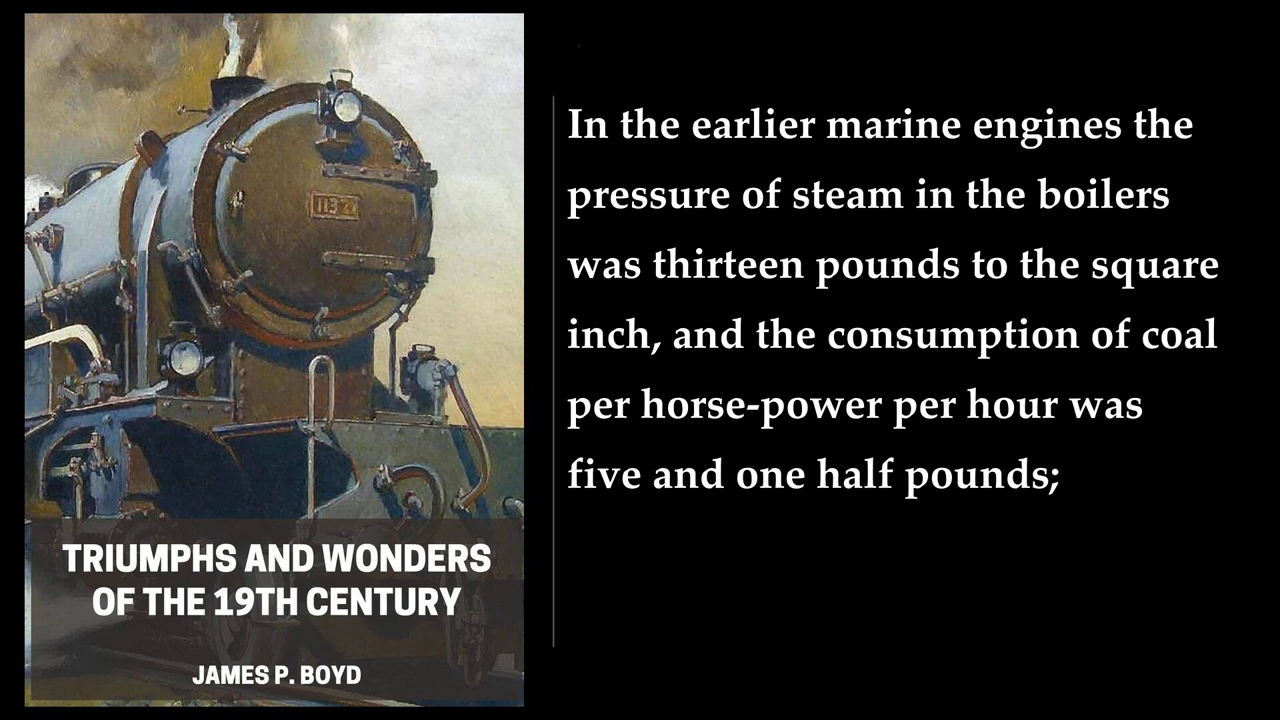 TRIUMPHS AND WONDERS
OF THE 19TH CENTURY
JAMES P. BOYD
In the earlier marine engines the
pressure of steam in the boilers
was thirteen pounds to the square
inch, and the consumption of coal
per horse-power per hour was
five and one half pounds;